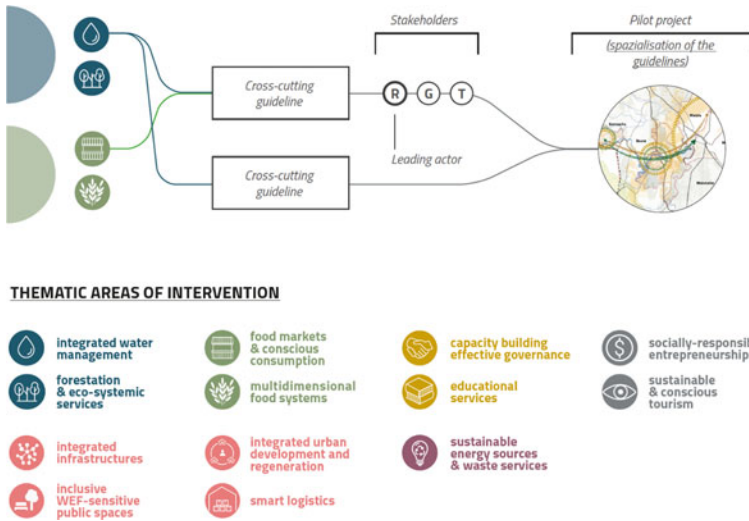 Stakeholders
Pilot project
(spazialisation of the
guidelines)
Cross-cutting
guideline
R G T
Leading actor
Cross-cutting
guideline
THEMATIC AREAS OF INTERVENTION
integrated water
management
food markets
& conscious
consumption
capacity building
effective governance
socially-responsil
entrepreneurship
forestation
& eco-systemic
services
multidimensional
food systems
educational
services
sustainable
& conscious
tourism
integrated
infrastructures
integrated urban
development and
regeneration
sustainable
energy sources
& waste services
inclusive
WEF-sensitive
public spaces
smart logistics